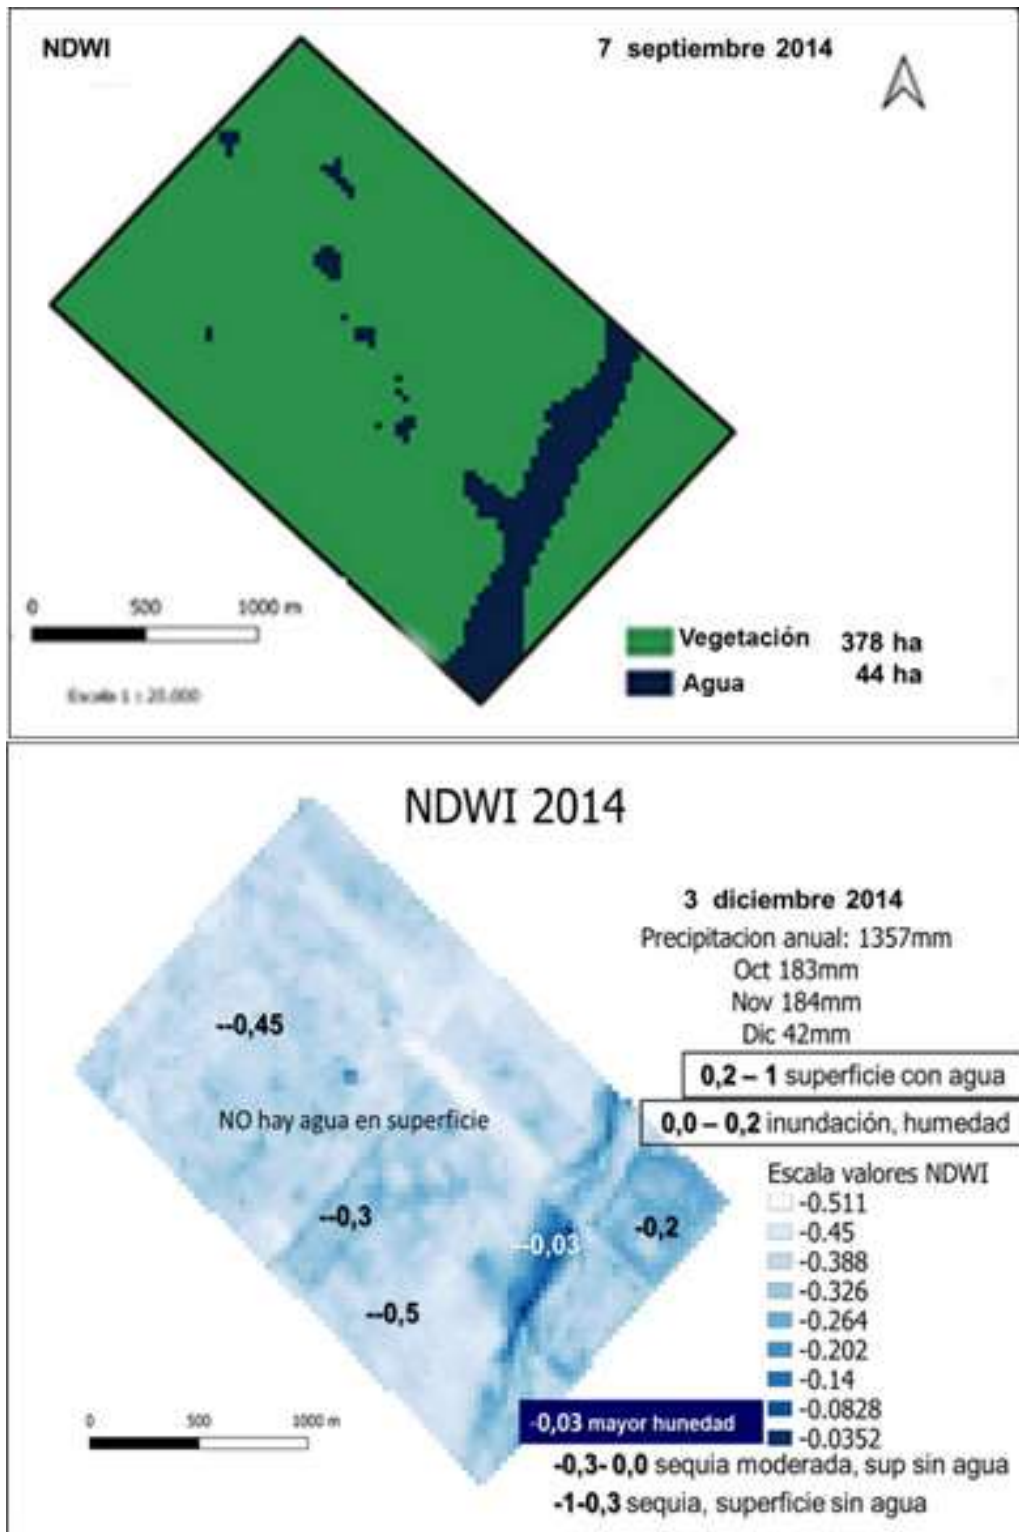 NDWI
7 septiembre 2014
0 500 1000 m
Escala 1 : 20.000
Vegetación 378 ha
Agua 44 ha
NDWI 2014
3 diciembre 2014
Precipitacion anual: 1357mm
Oct 183mm
Nov 184mm
Dic 42mm
0,2 – 1 superficie con agua
0,0 – 0,2 inundación, humedad
--0,45
NO hay agua en superficie
--0,3
--0,03
-0,2
--0,5
Escala valores NDWI
-0.511
-0.45
-0.388
-0.326
-0.264
-0.202
-0.14
-0.0828
-0.0352
0 500 1000 m
-0,03 mayor hunedad
-0,3- 0,0 sequia moderada, sup sin agua
-1-0,3 sequia, superficie sin agua